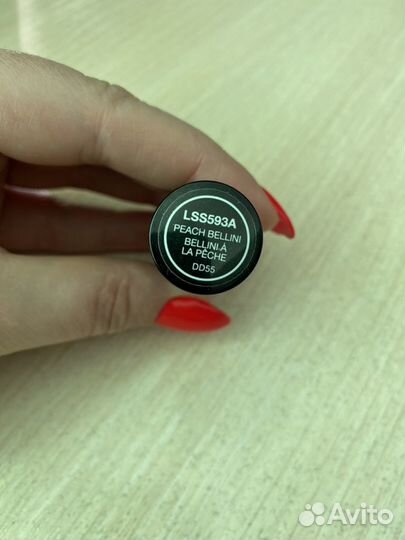 LSS593A
PEACH BELLINI
BELLINI À
LA PÊCHE
DD55
Avito